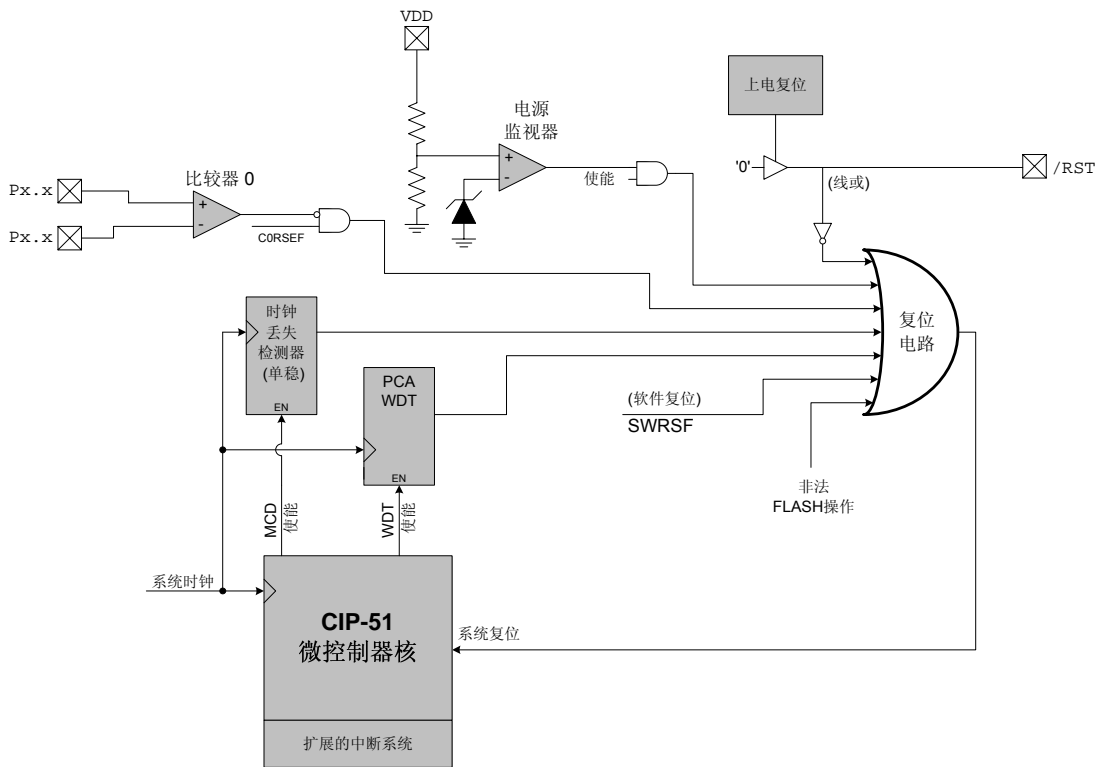 VDD
上电复位
电源
监视器
+
-
使能
'0'
(线或)
/RST
Px.x
Px.x
比较器 0
+
-
C0RSEF
时钟
丢失
检测器
(单稳)
EN
PCA
WDT
EN
复位
电路
(软件复位)
SWRSF
非法
FLASH操作
MCD
使能
WDT
使能
系统时钟
CIP-51
微控制器核
系统复位
扩展的中断系统